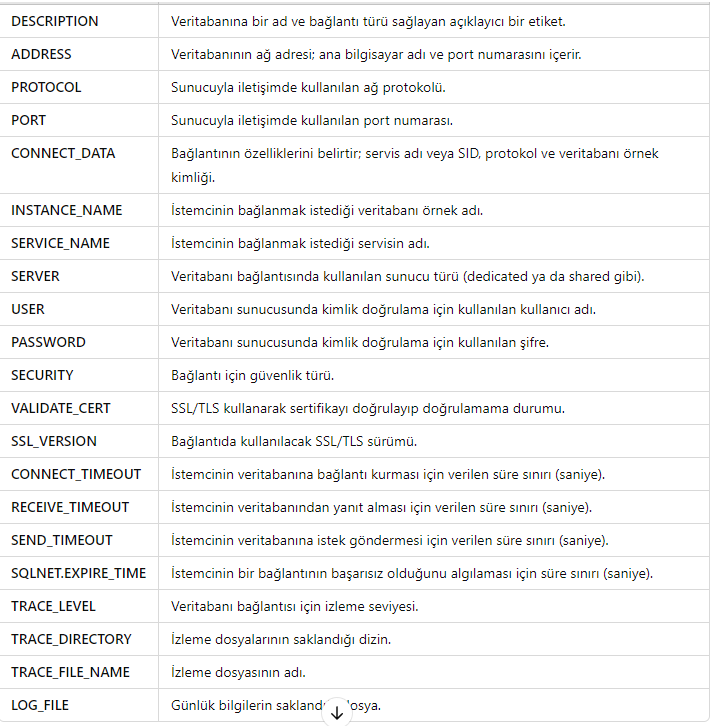 DESCRIPTION Veritabanına bir ad ve bağlantı türü sağlayan açıklayıcı bir etiket.
ADDRESS Veritabanının ağ adresi; ana bilgisayar adı ve port numarasını içerir.
PROTOCOL Sunucuyla iletişimde kullanılan ağ protokolü.
PORT Sunucuyla iletişimde kullanılan port numarası.
CONNECT_DATA Bağlantının özelliklerini belirtir; servis adı veya SID, protokol ve veritabanı örnek
kimliği.
INSTANCE_NAME İstemcinin bağlanmak istediği veritabanı örnek adı.
SERVICE_NAME İstemcinin bağlanmak istediği servisin adı.
SERVER Veritabanı bağlantısında kullanılan sunucu türü (dedicated ya da shared gibi).
USER Veritabanı sunucusunda kimlik doğrulama için kullanılan kullanıcı adı.
PASSWORD Veritabanı sunucusunda kimlik doğrulama için kullanılan şifre.
SECURITY Bağlantı için güvenlik türü.
VALIDATE_CERT SSL/TLS kullanarak sertifikayı doğrulayıp doğrulamama durumu.
SSL_VERSION Bağlantıda kullanılacak SSL/TLS sürümü.
CONNECT_TIMEOUT İstemcinin veritabanına bağlantı kurması için verilen süre sınırı (saniye).
RECEIVE_TIMEOUT İstemcinin veritabanından yanıt alması için verilen süre sınırı (saniye).
SEND_TIMEOUT İstemcinin veritabanına istek göndermesi için verilen süre sınırı (saniye).
SQLNET.EXPIRE_TIME İstemcinin bir bağlantının başarısız olduğunu algılaması için süre sınırı (saniye).
TRACE_LEVEL Veritabanı bağlantısı için izleme seviyesi.
TRACE_DIRECTORY İzleme dosyalarının saklandığı dizin.
TRACE_FILE_NAME İzleme dosyasının adı.
LOG_FILE Günlük bilgilerin